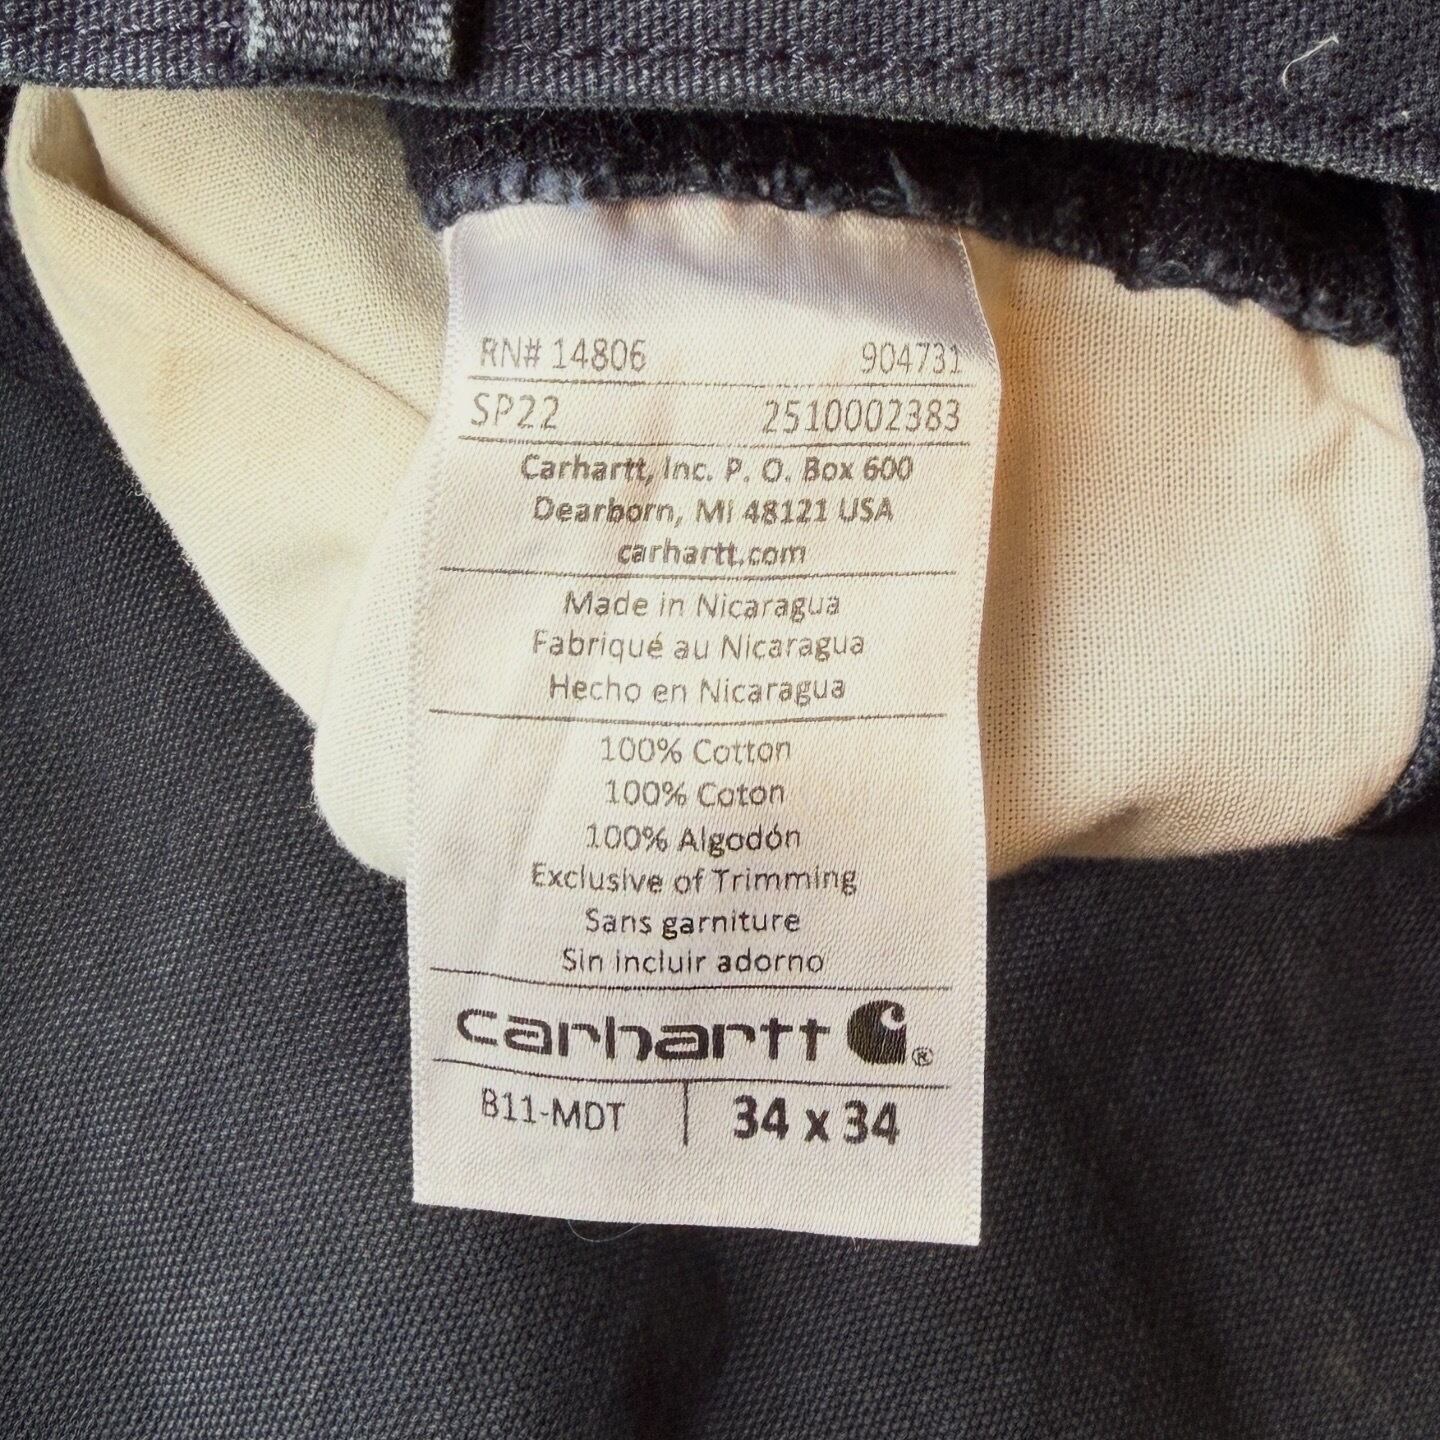 RN# 14806 904731
SP22 2510002383
Carhartt, Inc. P. O. Box 600
Dearborn, MI 48121 USA
carhartt.com
Made in Nicaragua
Fabriqué au Nicaragua
Hecho en Nicaragua
100% Cotton
100% Coton
100% Algodón
Exclusive of Trimming
Sans garniture
Sin incluir adorno
carhartt ®
B11-MDT 34 x 34